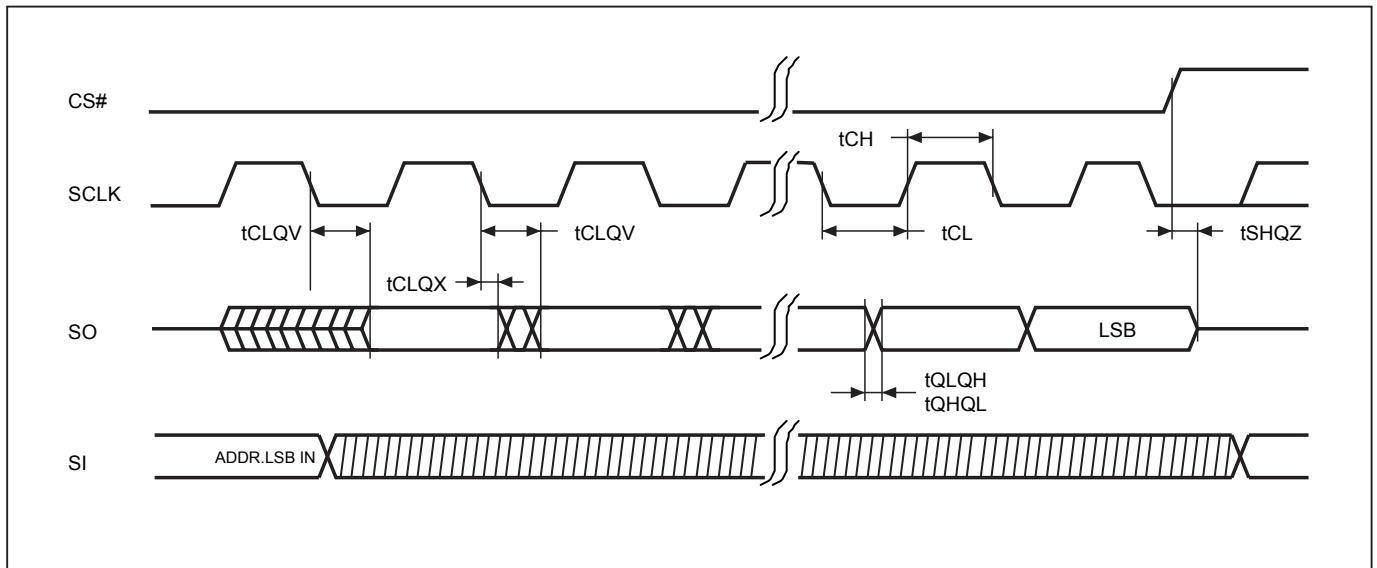 CS#
tCH
SCLK
tCLQV
tCLQV
tCL
tSHQZ
tCLQX
SO
LSB
tQLQH
tQHQL
SI
ADDR.LSB IN